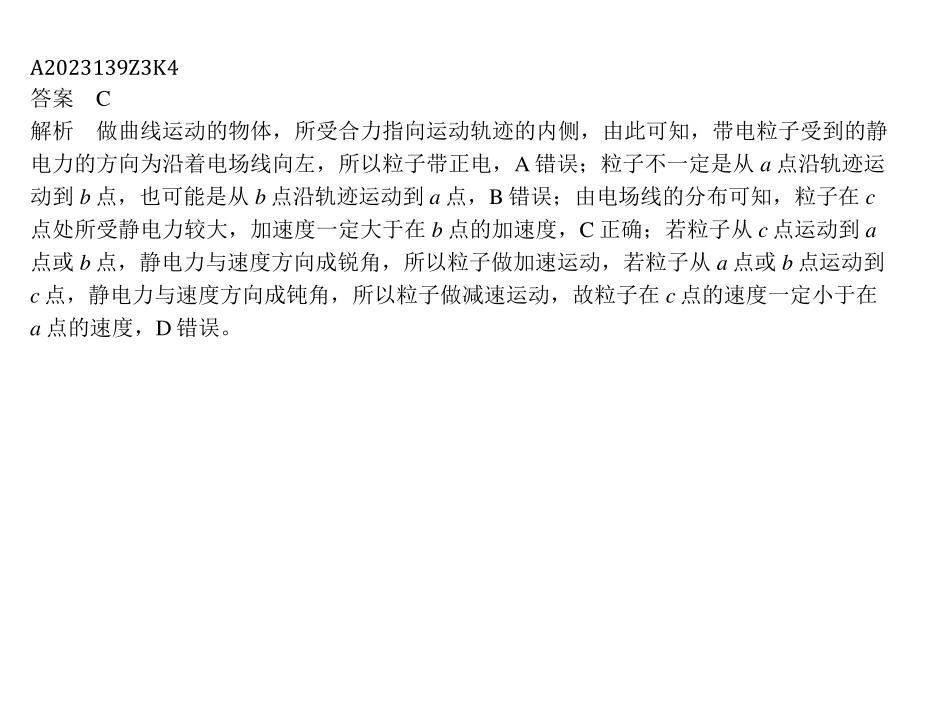 A2023139Z3K4
答案 C
解析 做曲线运动的物体，所受合力指向运动轨迹的内侧，由此可知，带电粒子受到的静
电力的方向为沿着电场线向左，所以粒子带正电，A 错误；粒子不一定是从 a 点沿轨迹运
动到 b 点，也可能是从 b 点沿轨迹运动到 a 点，B 错误；由电场线的分布可知，粒子在 c
点处所受静电力较大，加速度一定大于在 b 点的加速度，C 正确；若粒子从 c 点运动到 a
点或 b 点，静电力与速度方向成锐角，所以粒子做加速运动，若粒子从 a 点或 b 点运动到
c 点，静电力与速度方向成钝角，所以粒子做减速运动，故粒子在 c 点的速度一定小于在
a 点的速度，D 错误。